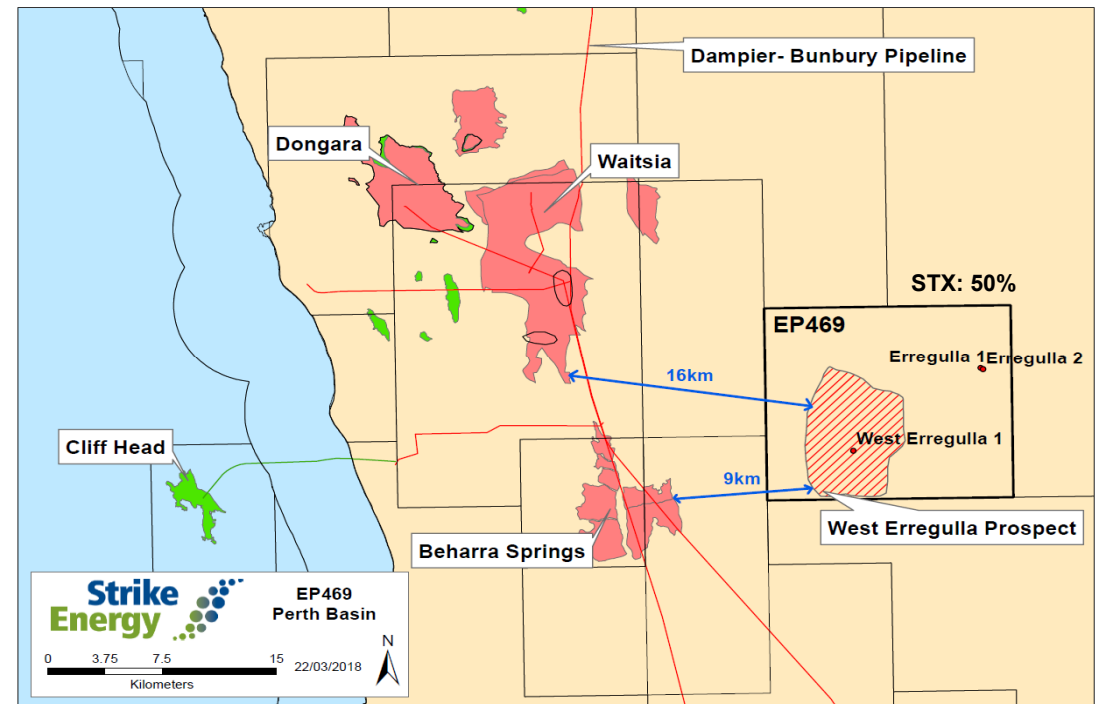 Dampier- Bunbury Pipeline
Dongara
Waitsia
STX: 50%
EP469
Erregulla 1
Erregulla 2
16km
West Erregulla 1
Cliff Head
9km
West Erregulla Prospect
Beharra Springs
Strike
Energy
EP469
Perth Basin
N
0 3.75 7.5 15
Kilometers
22/03/2018